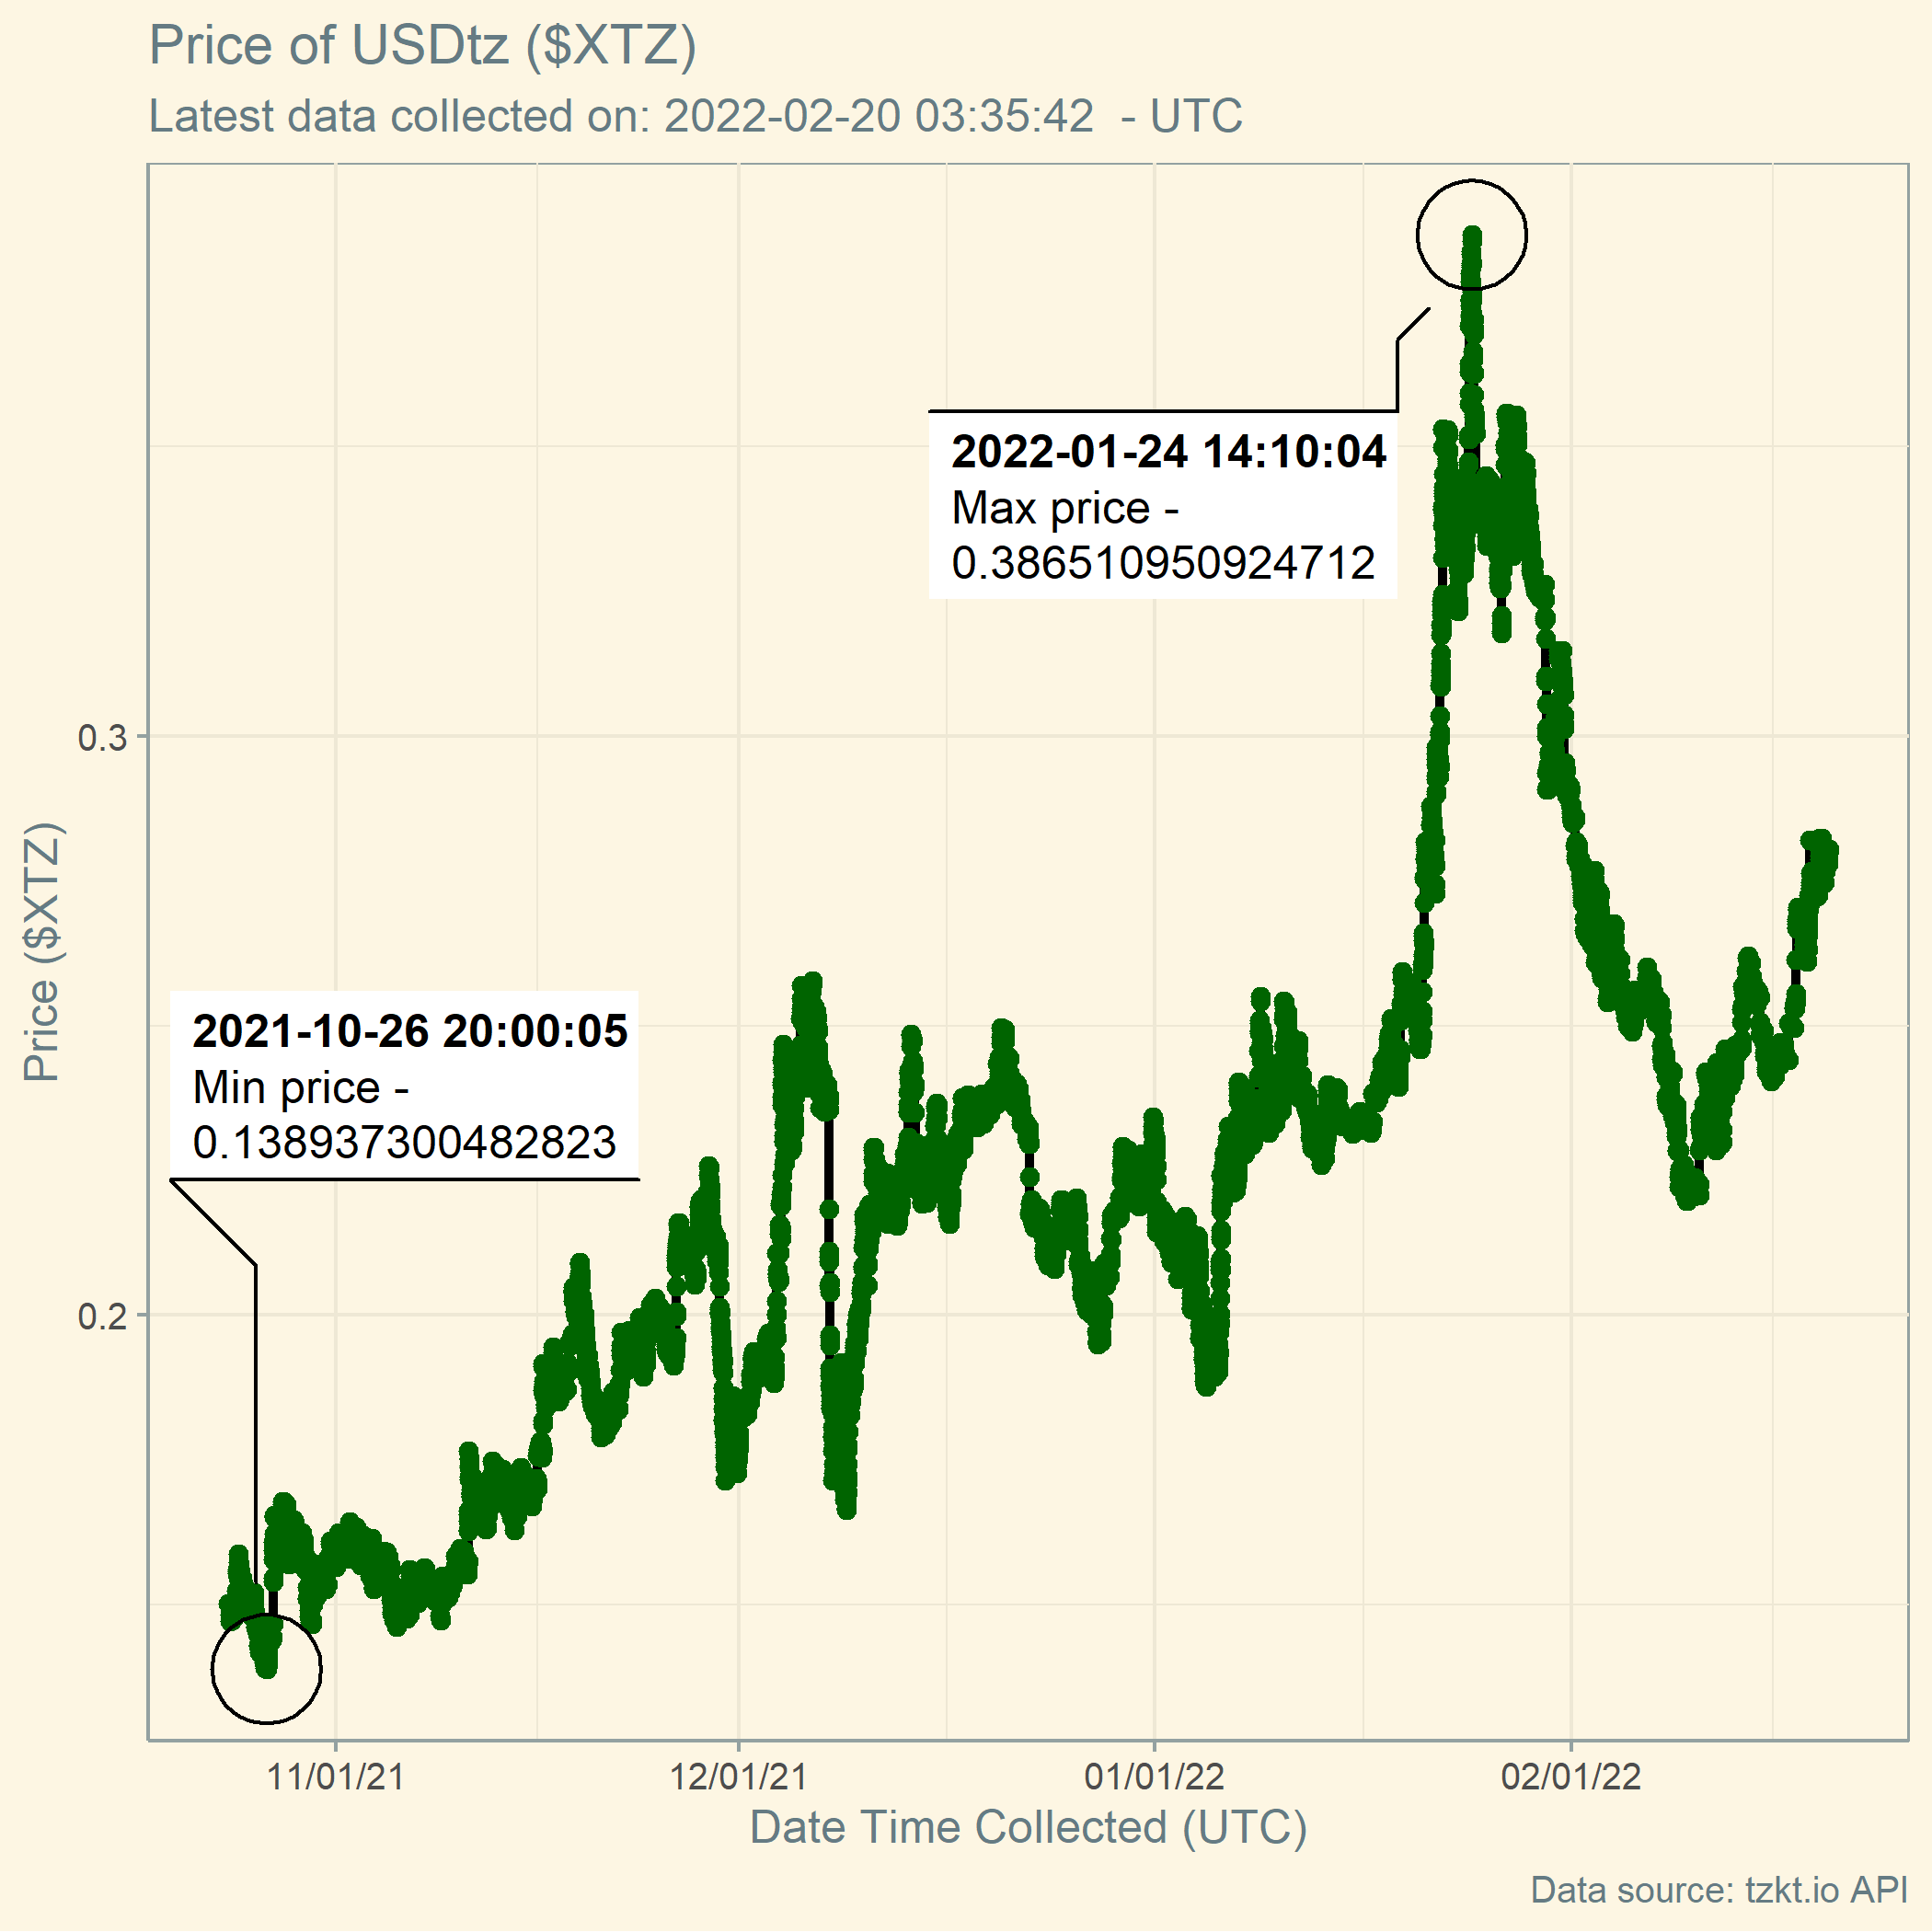 Price of USDtz ($XTZ)
Latest data collected on: 2022-02-20 03:35:42  - UTC
2022-01-24 14:10:04
Max price -
0.386510950924712
0.3
Price ($XTZ)
2021-10-26 20:00:05
Min price -
0.138937300482823
0.2
11/01/21
12/01/21
01/01/22
02/01/22
Date Time Collected (UTC)
Data source: tzkt.io API